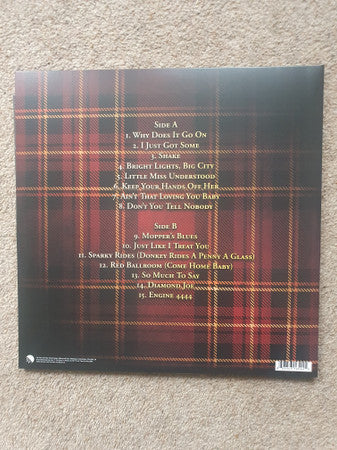 Side A
1. Why Does It Go On
2. I Just Got Some
3. Shake
4. Bright Lights, Big City
5. Little Miss Understood
6. Keep Your Hands Off Her
7. Ain't That Loving You Baby
8. Don't You Tell Nobody
Side B
9. Mopper's Blues
10. Just Like I Treat You
11. Sparky Rides (Donkey Rides A Penny A Glass)
12. Red Ballroom (Come Home Baby)
13. So Much To Say
14. Diamond Joe
15. Engine 4444